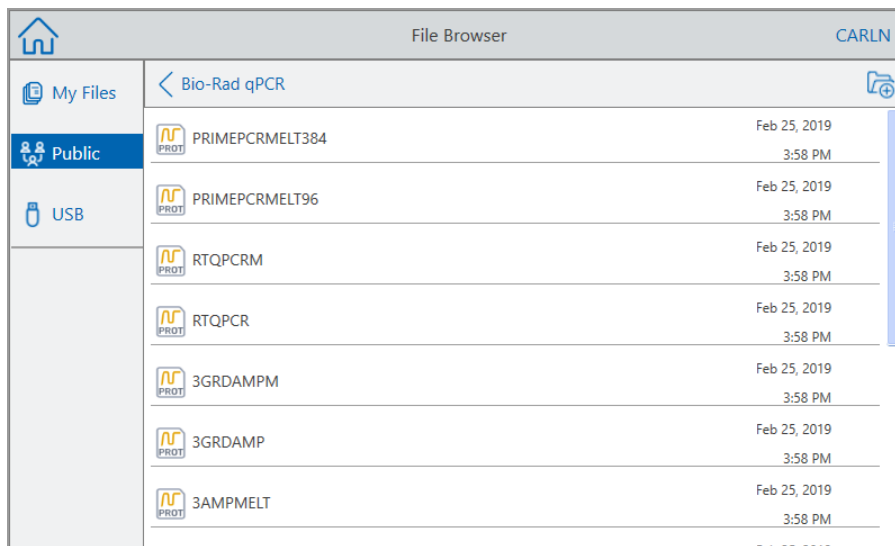 File Browser
CARLN
My Files
Public
USB
Bio-Rad qPCR
PROT
PRIMEPCRMELT384
Feb 25, 2019
3:58 PM
PROT
PRIMEPCRMELT96
Feb 25, 2019
3:58 PM
PROT
RTQPCRM
Feb 25, 2019
3:58 PM
PROT
RTQPCR
Feb 25, 2019
3:58 PM
PROT
3GRDAMPM
Feb 25, 2019
3:58 PM
PROT
3GRDAMP
Feb 25, 2019
3:58 PM
PROT
3AMPMELT
Feb 25, 2019
3:58 PM